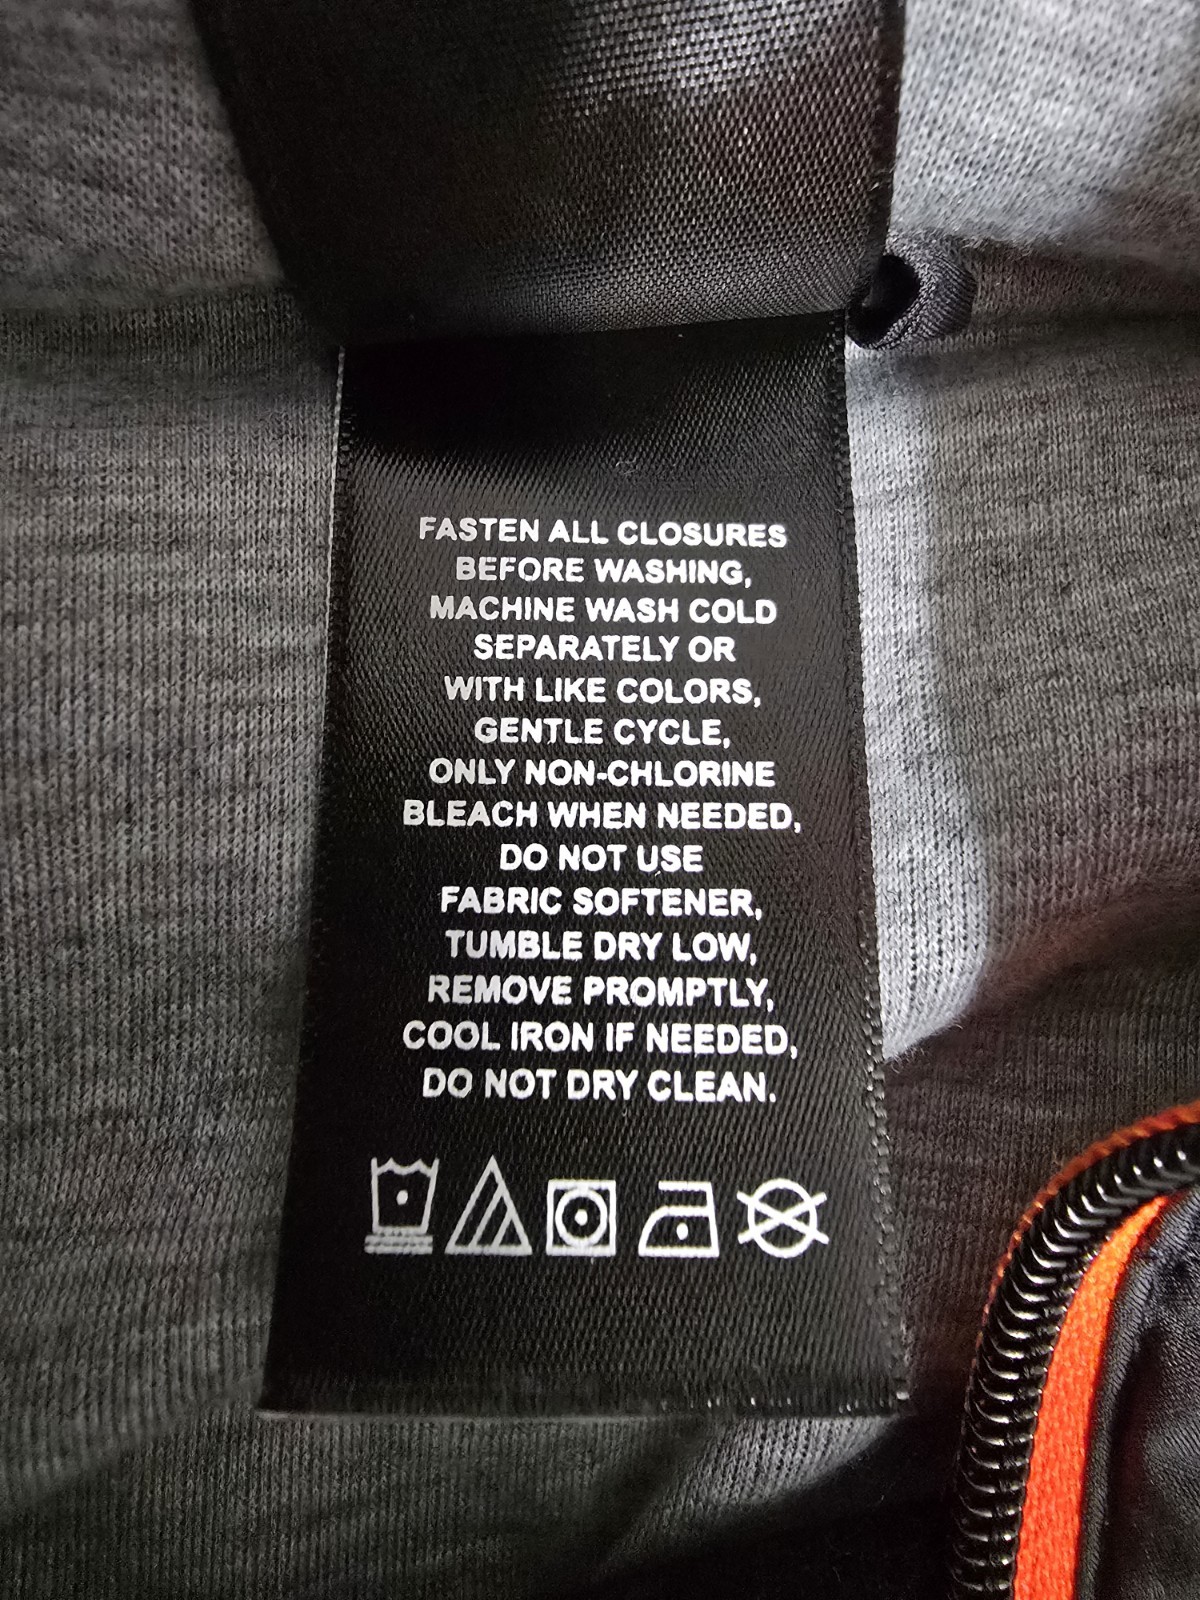 FASTEN ALL CLOSURES
BEFORE WASHING,
MACHINE WASH COLD
SEPARATELY OR
WITH LIKE COLORS,
GENTLE CYCLE,
ONLY NON-CHLORINE
BLEACH WHEN NEEDED,
DO NOT USE
FABRIC SOFTENER,
TUMBLE DRY LOW,
REMOVE PROMPTLY,
COOL IRON IF NEEDED,
DO NOT DRY CLEAN.